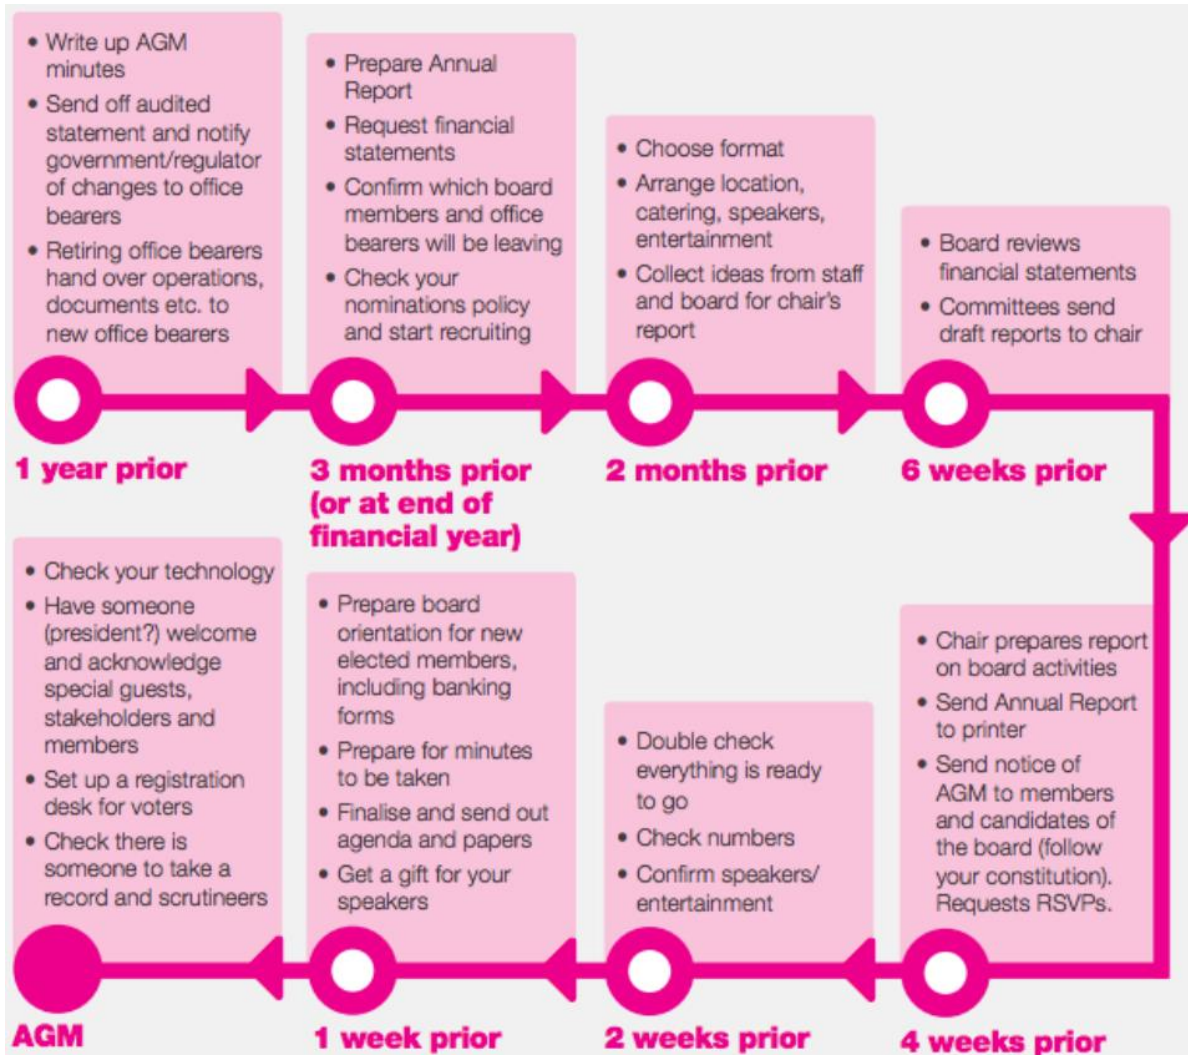 • Write up AGM
minutes
• Send off audited
statement and notify
government/regulator
of changes to office
bearers
• Retiring office bearers
hand over operations,
documents etc. to
new office bearers
1 year prior
• Prepare Annual
Report
• Request financial
statements
• Confirm which board
members and office
bearers will be leaving
• Check your
nominations policy
and start recruiting
3 months prior
(or at end of
financial year)
• Choose format
• Arrange location,
catering, speakers,
entertainment
• Collect ideas from staff
and board for chair's
report
2 months prior
• Board reviews
financial statements
• Committees send
draft reports to chair
6 weeks prior
• Chair prepares report
on board activities
• Send Annual Report
to printer
• Send notice of
AGM to members
and candidates of
the board (follow
your constitution).
Requests RSVPs.
4 weeks prior
• Double check
everything is ready
to go
• Check numbers
• Confirm speakers/
entertainment
2 weeks prior
• Prepare board
orientation for new
elected members,
including banking
forms
• Prepare for minutes
to be taken
• Finalise and send out
agenda and papers
• Get a gift for your
speakers
1 week prior
• Check your technology
• Have someone
(president?) welcome
and acknowledge
special guests,
stakeholders and
members
• Set up a registration
desk for voters
• Check there is
someone to take a
record and scrutineers
AGM